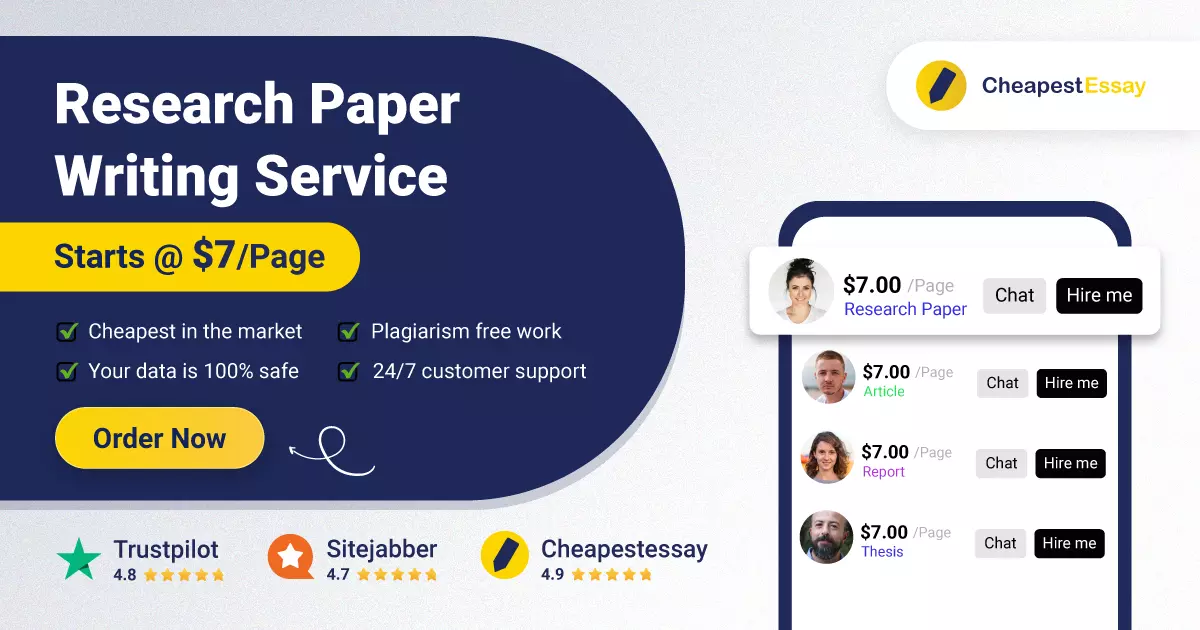 Research Paper
Writing Service
Starts @ $7/Page
Cheapest in the market
Plagiarism free work
Your data is 100% safe
24/7 customer support
Order Now
Trustpilot
4.8
Sitejabber
4.7
Cheapestessay
4.9
CheapestEssay
$7.00 /Page
Research Paper
Chat
Hire me
$7.00 /Page
Article
Chat
Hire me
$7.00 /Page
Report
Chat
Hire me
$7.00 /Page
Thesis
Chat
Hire me